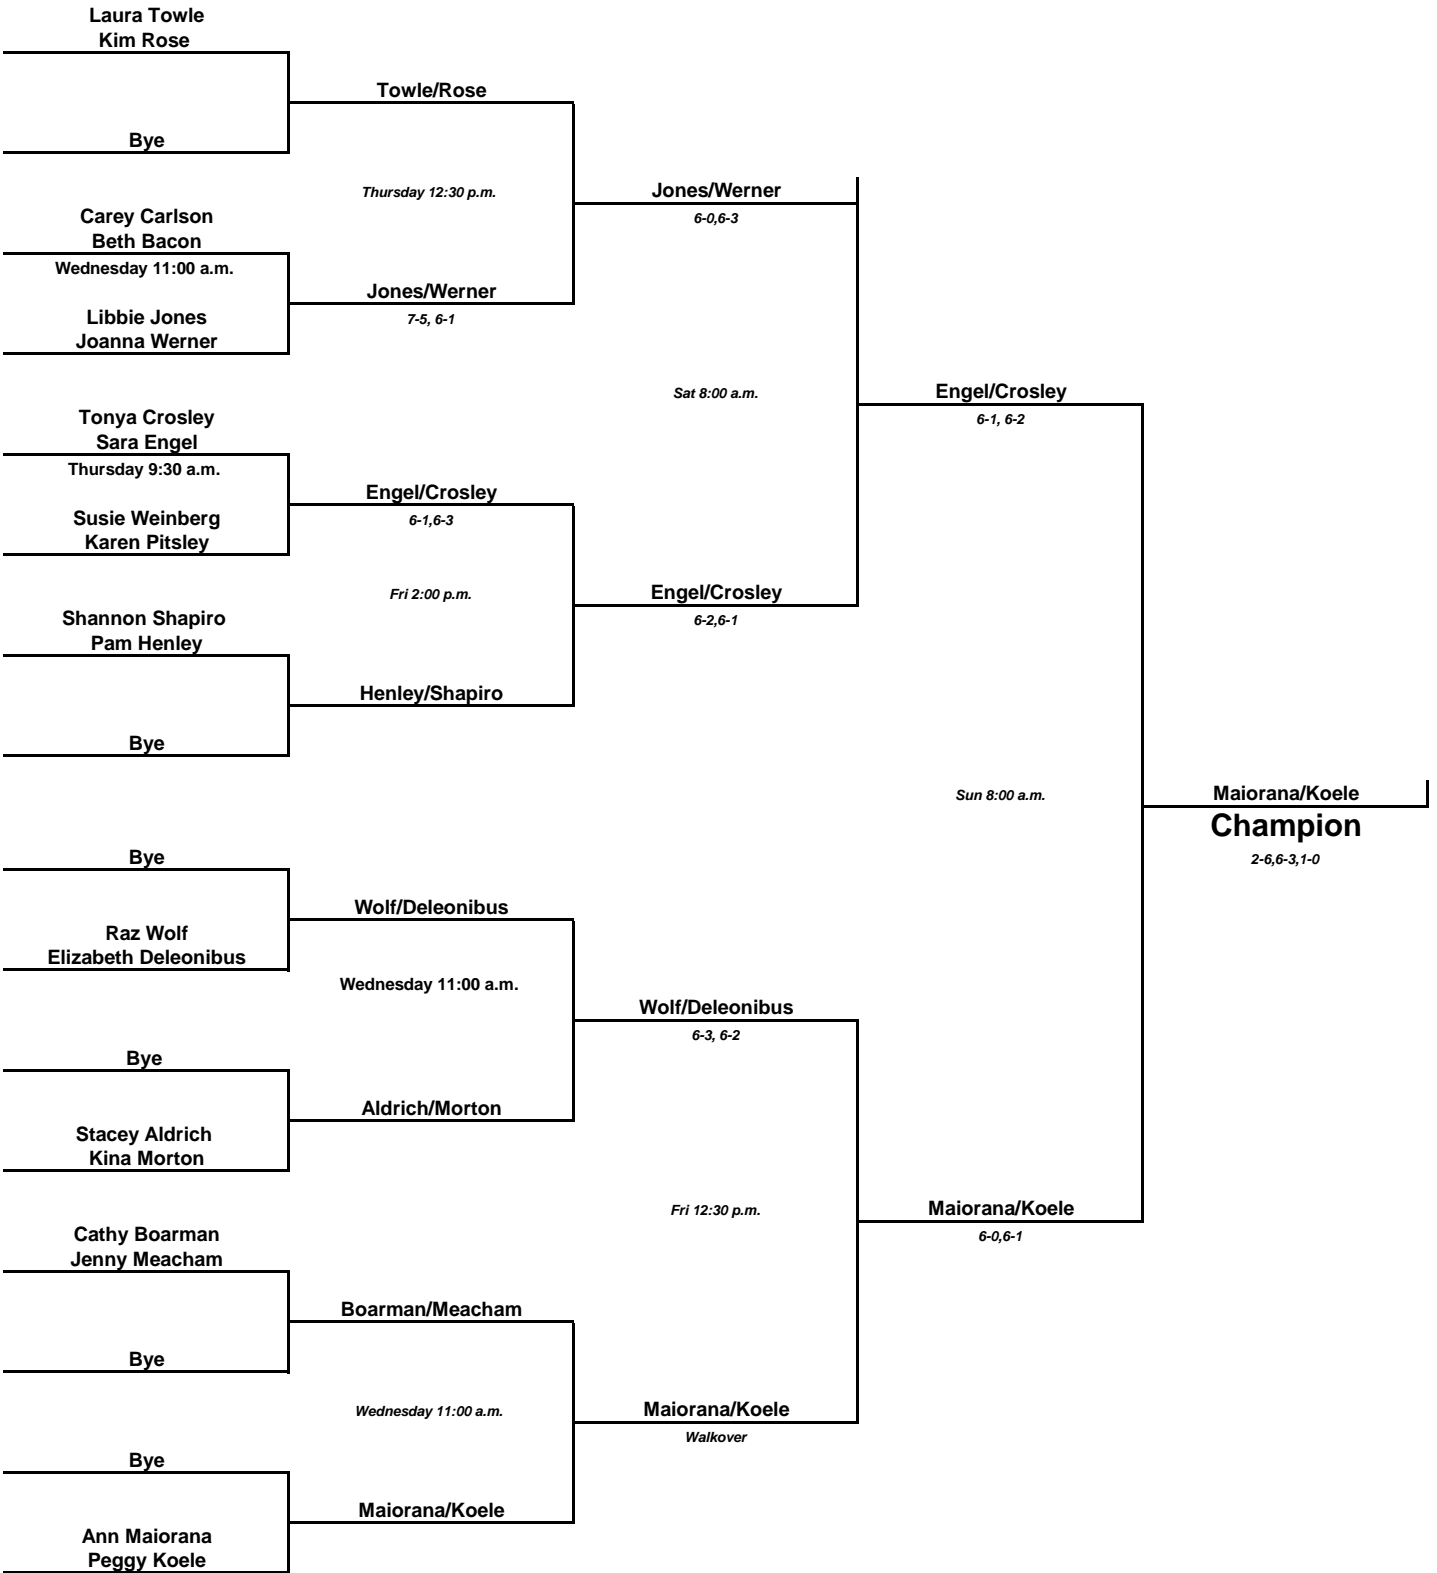 Laura Towle
Kim Rose
Towle/Rose
Bye
Thursday 12:30 p.m.
Jones/Werner
6-0,6-3
Carey Carlson
Beth Bacon
Wednesday 11:00 a.m.
Jones/Werner
7-5, 6-1
Libbie Jones
Joanna Werner
Sat 8:00 a.m.
Engel/Crosley
6-1, 6-2
Tonya Crosley
Sara Engel
Thursday 9:30 a.m.
Engel/Crosley
6-1,6-3
Susie Weinberg
Karen Pitsley
Fri 2:00 p.m.
Engel/Crosley
6-2,6-1
Shannon Shapiro
Pam Henley
Henley/Shapiro
Bye
Sun 8:00 a.m.
Maiorana/Koele
Champion
2-6,6-3,1-0
Bye
Wolf/Deleonibus
Raz Wolf
Elizabeth Deleonibus
Wednesday 11:00 a.m.
Wolf/Deleonibus
6-3, 6-2
Bye
Aldrich/Morton
Stacey Aldrich
Kina Morton
Fri 12:30 p.m.
Maiorana/Koele
6-0,6-1
Cathy Boarman
Jenny Meacham
Boarman/Meacham
Bye
Wednesday 11:00 a.m.
Maiorana/Koele
Walkover
Bye
Maiorana/Koele
Ann Maiorana
Peggy Koele